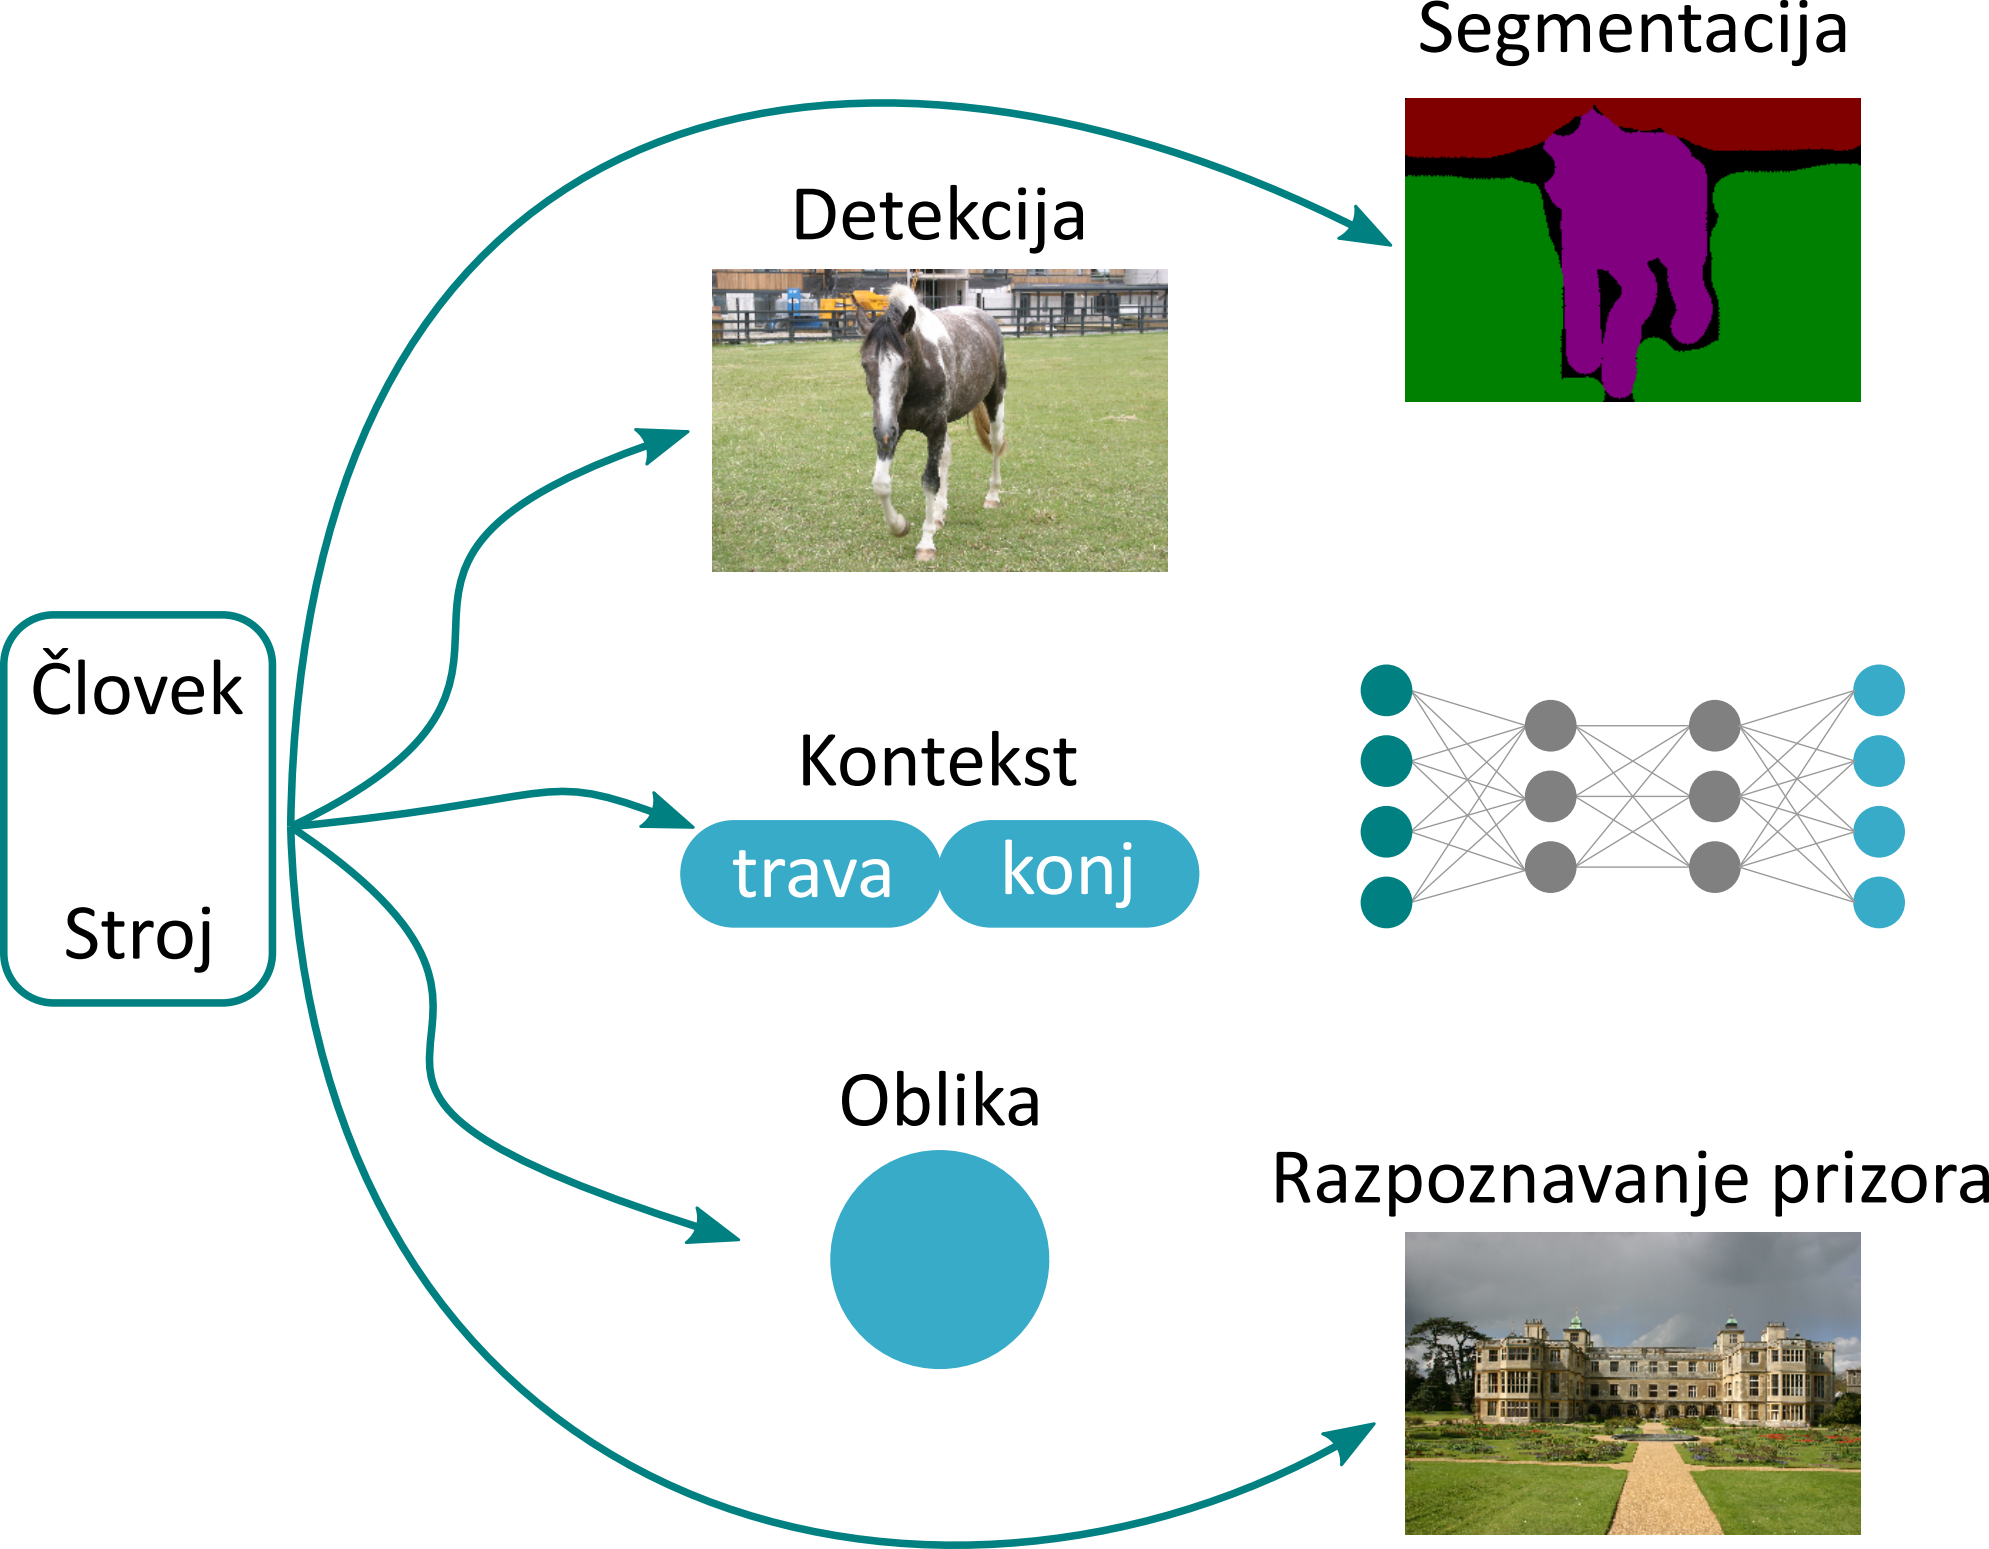 Segmentacija
Detekcija
Človek
Stroj
Kontekst
trava
konj
Oblika
Razpoznavanje prizora